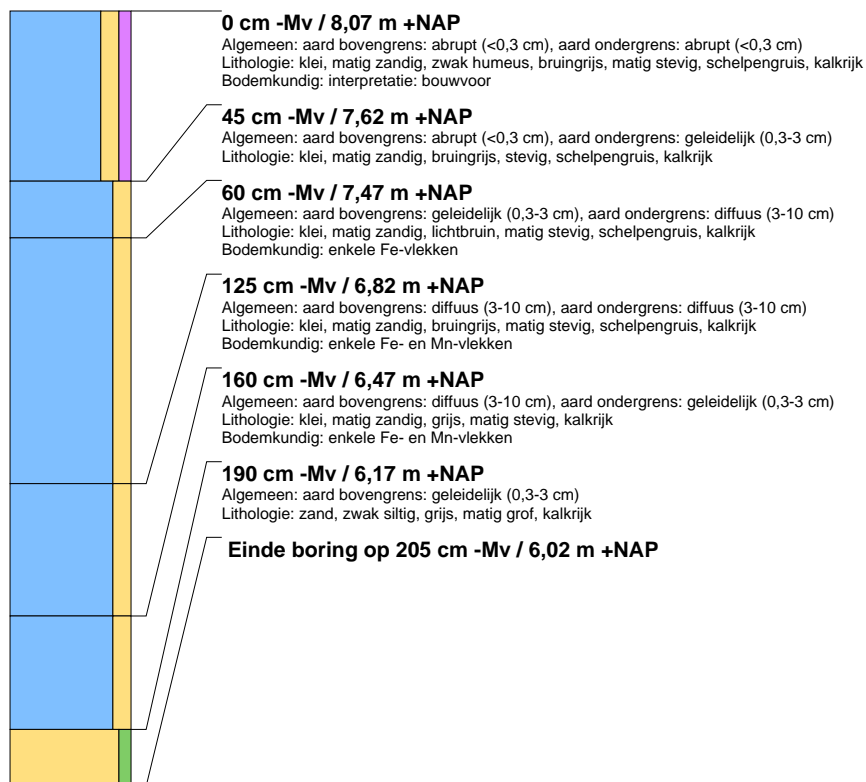 0 cm -Mv / 8,07 m +NAP
Algemeen: aard bovengrens: abrupt (<0,3 cm), aard ondergrens: abrupt (<0,3 cm)
Lithologie: klei, matig zandig, zwak humeus, bruingrijs, matig stevig, schelpengruis, kalkrijk
Bodemkundig: interpretatie: bouwvoor
45 cm -Mv / 7,62 m +NAP
Algemeen: aard bovengrens: abrupt (<0,3 cm), aard ondergrens: geleidelijk (0,3-3 cm)
Lithologie: klei, matig zandig, bruingrijs, stevig, schelpengruis, kalkrijk
60 cm -Mv / 7,47 m +NAP
Algemeen: aard bovengrens: geleidelijk (0,3-3 cm), aard ondergrens: diffuus (3-10 cm)
Lithologie: klei, matig zandig, lichtbruin, matig stevig, schelpengruis, kalkrijk
Bodemkundig: enkele Fe-vlekken
125 cm -Mv / 6,82 m +NAP
Algemeen: aard bovengrens: diffuus (3-10 cm), aard ondergrens: diffuus (3-10 cm)
Lithologie: klei, matig zandig, bruingrijs, matig stevig, schelpengruis, kalkrijk
Bodemkundig: enkele Fe- en Mn-vlekken
160 cm -Mv / 6,47 m +NAP
Algemeen: aard bovengrens: diffuus (3-10 cm), aard ondergrens: geleidelijk (0,3-3 cm)
Lithologie: klei, matig zandig, grijs, matig stevig, kalkrijk
Bodemkundig: enkele Fe- en Mn-vlekken
190 cm -Mv / 6,17 m +NAP
Algemeen: aard bovengrens: geleidelijk (0,3-3 cm)
Lithologie: zand, zwak siltig, grijs, matig grof, kalkrijk
Einde boring op 205 cm -Mv / 6,02 m +NAP